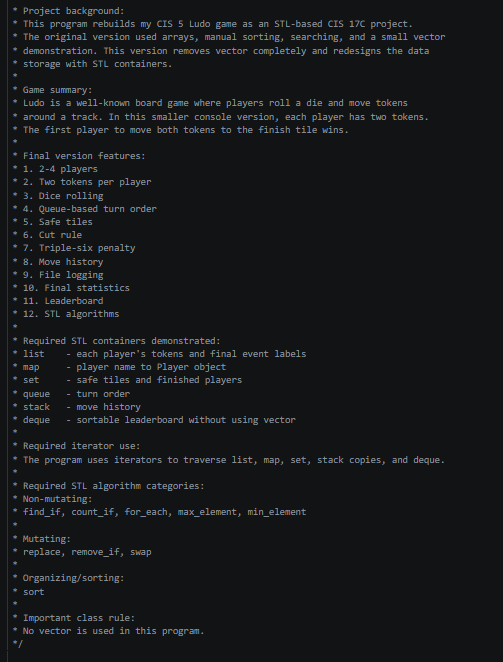 * Project background:
* This program rebuilds my CIS 5 Ludo game as an STL-based CIS 17C project.
* The original version used arrays, manual sorting, searching, and a small vector
* demonstration. This version removes vector completely and redesigns the data
* storage with STL containers.
*
* Game summary:
* Ludo is a well-known board game where players roll a die and move tokens
* around a track. In this smaller console version, each player has two tokens.
* The first player to move both tokens to the finish tile wins.
*
* Final version features:
* 1. 2-4 players
* 2. Two tokens per player
* 3. Dice rolling
* 4. Queue-based turn order
* 5. Safe tiles
* 6. Cut rule
* 7. Triple-six penalty
* 8. Move history
* 9. File logging
* 10. Final statistics
* 11. Leaderboard
* 12. STL algorithms
*
* Required STL containers demonstrated:
* list    - each player's tokens and final event labels
* map     - player name to Player object
* set     - safe tiles and finished players
* queue   - turn order
* stack   - move history
* deque   - sortable leaderboard without using vector
*
* Required iterator use:
* The program uses iterators to traverse list, map, set, stack copies, and deque.
*
* Required STL algorithm categories:
* Non-mutating:
* find_if, count_if, for_each, max_element, min_element
*
* Mutating:
* replace, remove_if, swap
*
* Organizing/sorting:
* sort
*
* Important class rule:
* No vector is used in this program.
*/